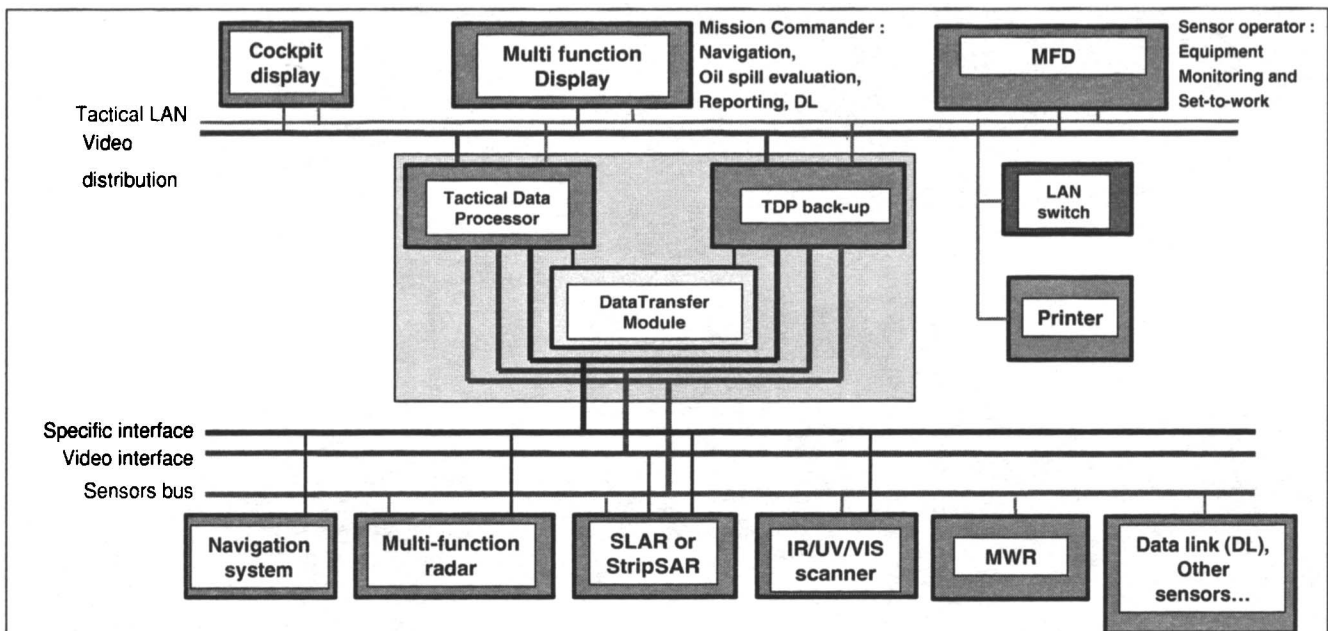 Cockpit
display
Multi function
Display
Mission Commander :
Navigation,
Oil spill evaluation,
Reporting, DL
MFD
Sensor operator :
Equipment
Monitoring and
Set-to-work
Tactical LAN
Video
distribution
Tactical Data
Processor
TDP back-up
LAN
switch
DataTransfer
Module
Printer
Specific interface
Video interface
Sensors bus
Navigation
system
Multi-function
radar
SLAR or
StripSAR
IR/UV/VIS
scanner
MWR
Data link (DL),
Other
sensors...